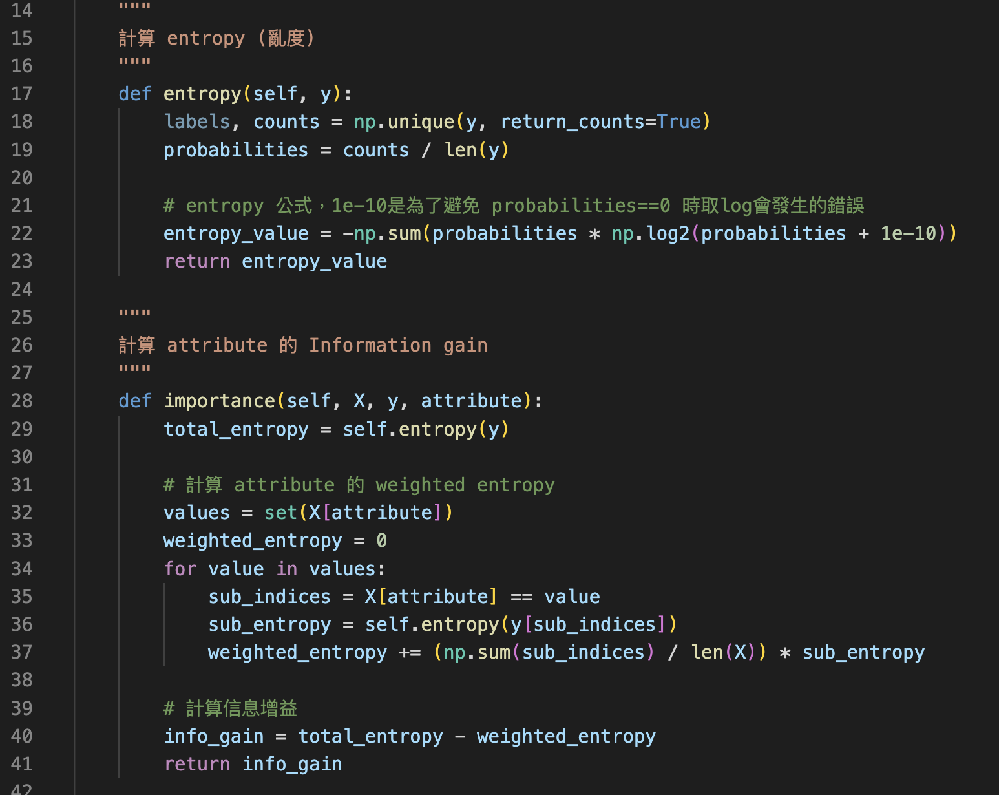 14 """
15 計算 entropy (亂度)
16 """
17 def entropy(self, y):
18     labels, counts = np.unique(y, return_counts=True)
19     probabilities = counts / len(y)
20
21     # entropy 公式，1e-10是為了避免 probabilities==0 時取log會發生的錯誤
22     entropy_value = -np.sum(probabilities * np.log2(probabilities + 1e-10))
23     return entropy_value
24
25 """
26 計算 attribute 的 Information gain
27 """
28 def importance(self, X, y, attribute):
29     total_entropy = self.entropy(y)
30
31     # 計算 attribute 的 weighted entropy
32     values = set(X[attribute])
33     weighted_entropy = 0
34     for value in values:
35         sub_indices = X[attribute] == value
36         sub_entropy = self.entropy(y[sub_indices])
37         weighted_entropy += (np.sum(sub_indices) / len(X)) * sub_entropy
38
39     # 計算信息增益
40     info_gain = total_entropy - weighted_entropy
41     return info_gain
42